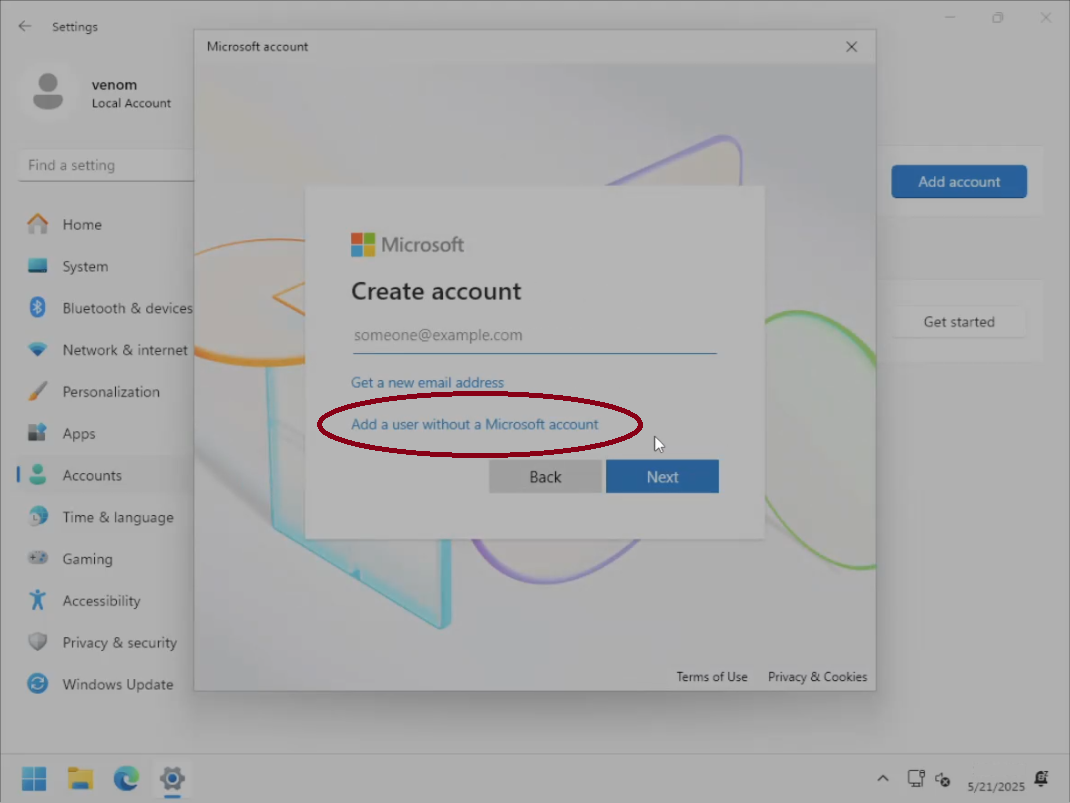 Settings
venom
Local Account
Find a setting
Home
System
Bluetooth & devices
Network & internet
Personalization
Apps
Accounts
Time & language
Gaming
Accessibility
Privacy & security
Windows Update
Microsoft account
Microsoft
Create account
someone@example.com
Get a new email address
Add a user without a Microsoft account
Back
Next
Terms of Use
Privacy & Cookies
Add account
Get started
5/21/2025